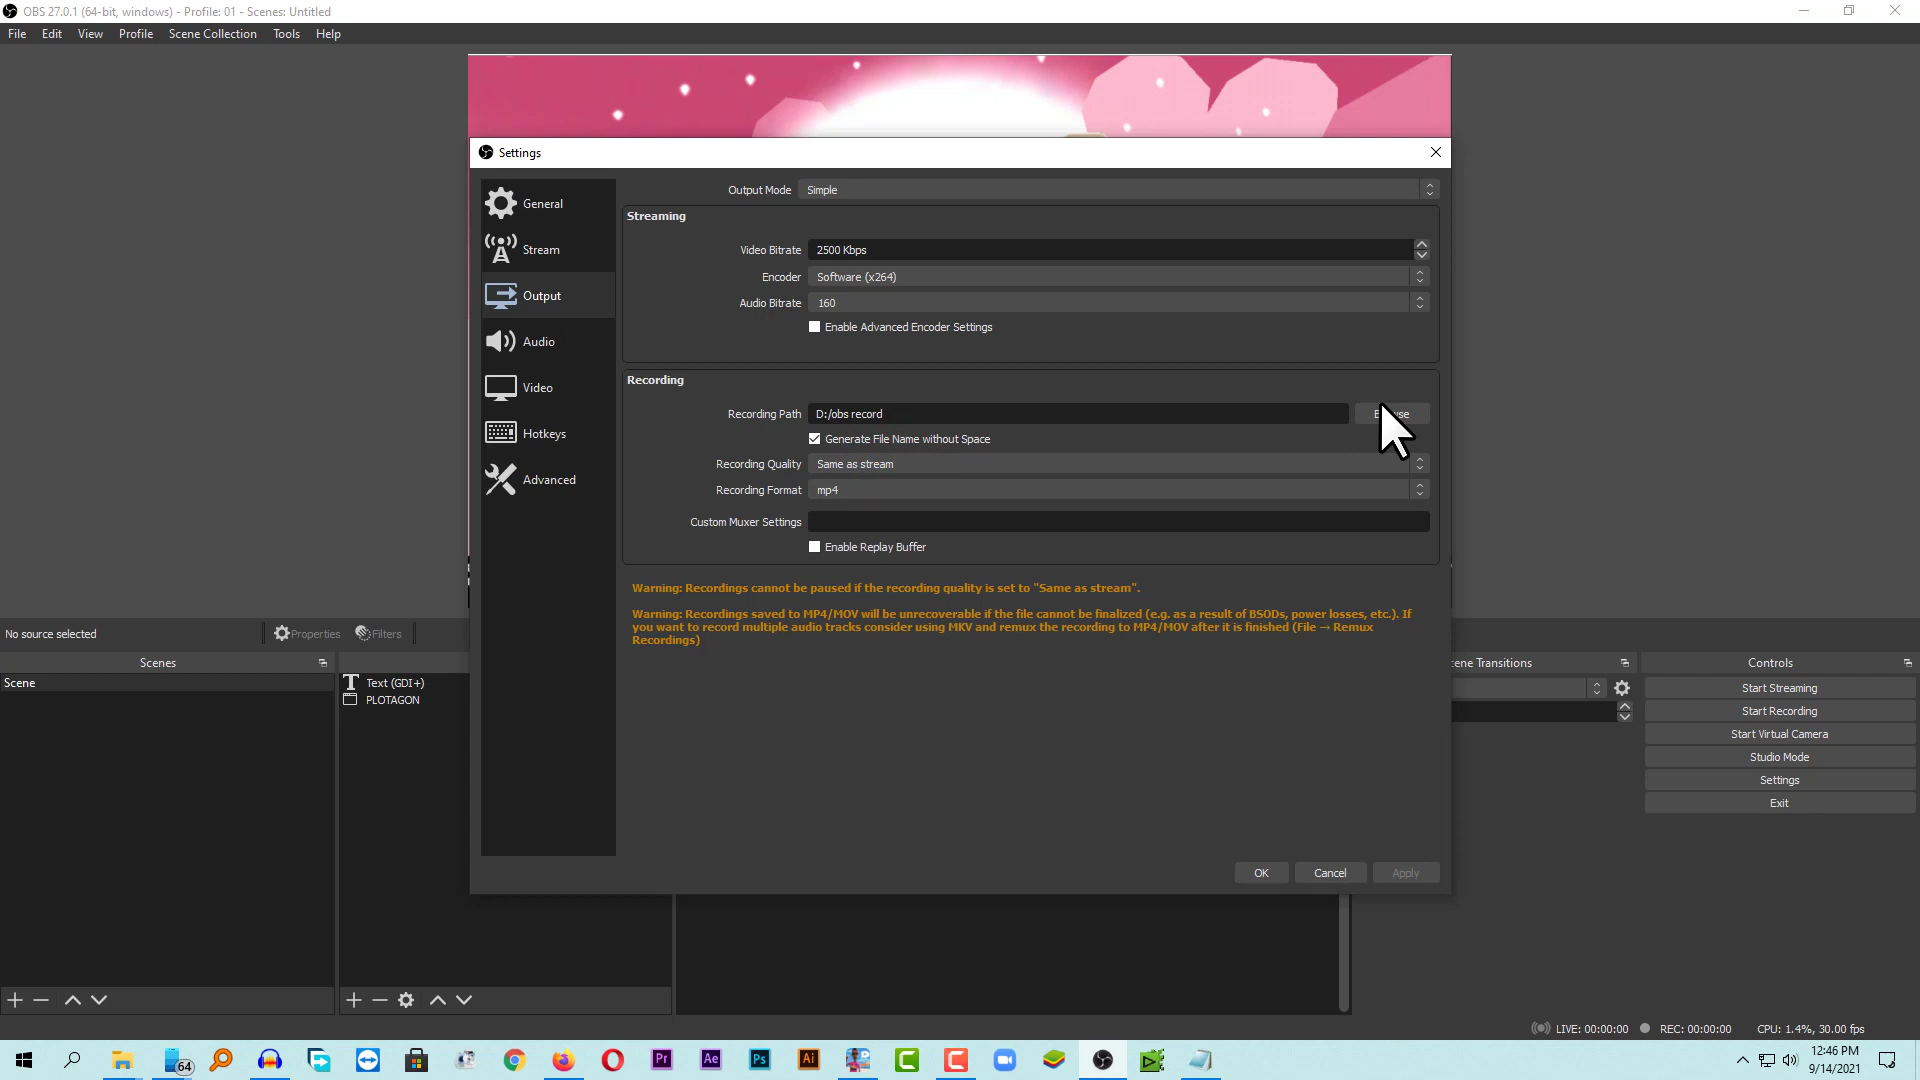 OBS 27.0.1 (64-bit, windows) - Profile: 01 - Scenes: Untitled
File Edit View Profile Scene Collection Tools Help
Settings
General
Stream
Output
Audio
Video
Hotkeys
Advanced
Output Mode Simple
Streaming
Video Bitrate 2500 Kbps
Encoder Software (x264)
Audio Bitrate 160
Enable Advanced Encoder Settings
Recording
Recording Path D:/obs record
Generate File Name without Space
Recording Quality Same as stream
Recording Format mp4
Custom Muxer Settings
Enable Replay Buffer
Warning: Recordings cannot be paused if the recording quality is set to "Same as stream".
Warning: Recordings saved to MP4/MOV will be unrecoverable if the file cannot be finalized (e.g. as a result of BSODs, power losses, etc.). If
you want to record multiple audio tracks consider using MKV and remux the recording to MP4/MOV after it is finished (File → Remux
Recordings)
OK Cancel Apply
No source selected Properties Filters
Scenes
Scene
Text (GDI+)
PLOTAGON
cene Transitions
Controls
Start Streaming
Start Recording
Start Virtual Camera
Studio Mode
Settings
Exit
LIVE: 00:00:00 REC: 00:00:00 CPU: 1.4%, 30.00 fps
64
Pr Ae Ps Ai
12:46 PM
9/14/2021